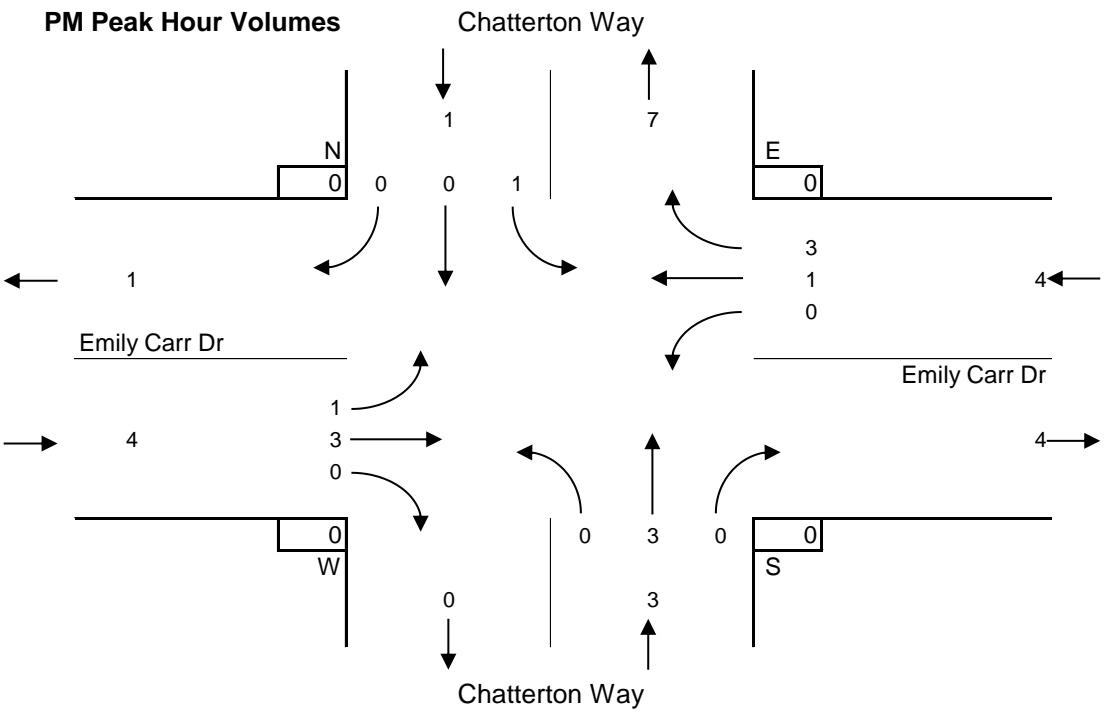 PM Peak Hour Volumes Chatterton Way
1 7
N E
0 0 0 1 0
3
1 1 4
0
Emily Carr Dr
Emily Carr Dr
1
4 3 4
0
0 0 3 0 0
W S
0 3
Chatterton Way